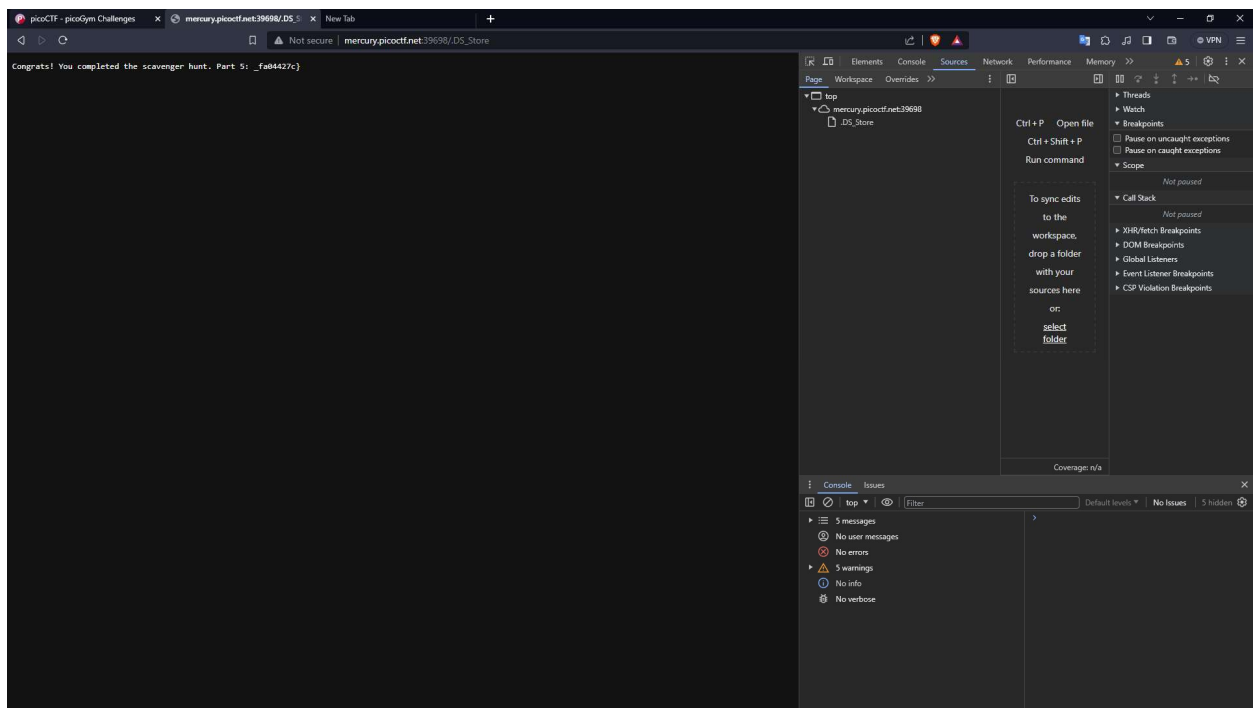 picoCTF - picoGym Challenges
mercury.picoctf.net:39698/.DS_S
New Tab
Not secure | mercury.picoctf.net:39698/.DS_Store
VPN
Congrats! You completed the scavenger hunt. Part 5: _fa04427c}
Elements Console Sources Network Performance Memory
5
Page Workspace Overrides
top
mercury.picoctf.net:39698
.DS_Store
Ctrl + P Open file
Ctrl + Shift + P
Run command
To sync edits
to the
workspace,
drop a folder
with your
sources here
or:
select
folder
Coverage: n/a
Threads
Watch
Breakpoints
Pause on uncaught exceptions
Pause on caught exceptions
Scope
Not paused
Call Stack
Not paused
XHR/fetch Breakpoints
DOM Breakpoints
Global Listeners
Event Listener Breakpoints
CSP Violation Breakpoints
Console Issues
top Filter Default levels No Issues 5 hidden
5 messages
No user messages
No errors
5 warnings
No info
No verbose